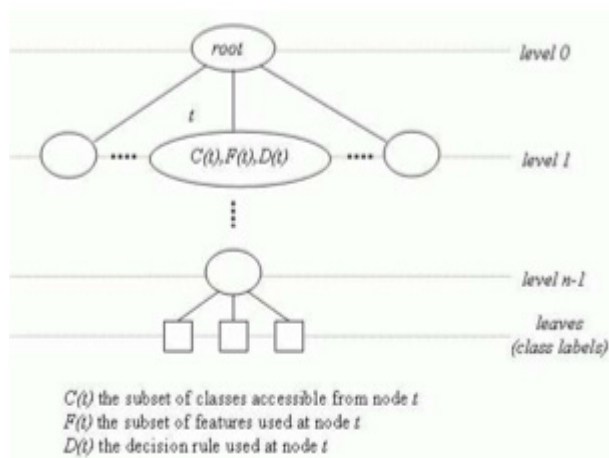 root
level 0
t
C(t),F(t),D(t)
level 1
level n-1
leaves
(class labels)
C(t) the subset of classes accessible from node t
F(t) the subset of features used at node t
D(t) the decision rule used at node t